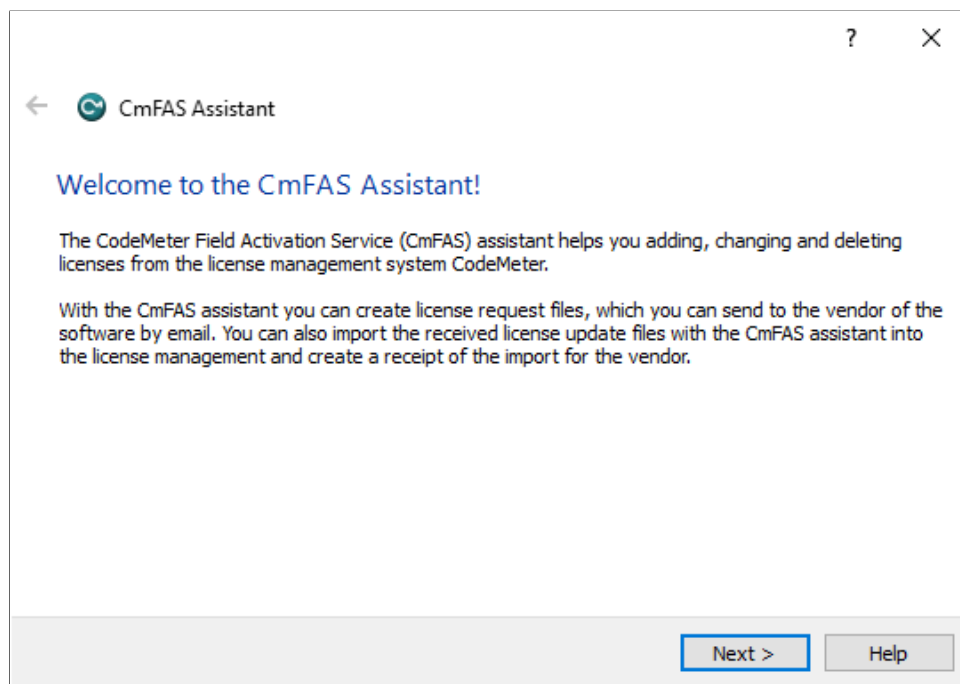 ?
CmFAS Assistant
Welcome to the CmFAS Assistant!
The CodeMeter Field Activation Service (CmFAS) assistant helps you adding, changing and deleting
licenses from the license management system CodeMeter.
With the CmFAS assistant you can create license request files, which you can send to the vendor of the
software by email. You can also import the received license update files with the CmFAS assistant into
the license management and create a receipt of the import for the vendor.
Next >
Help